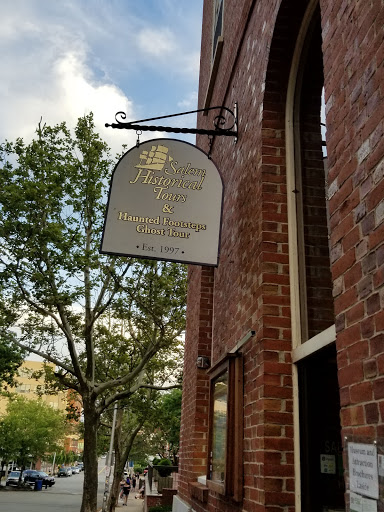 Salem
Historical
Tours
&
Haunted Footsteps
Ghost Tour
• Est. 1997 •